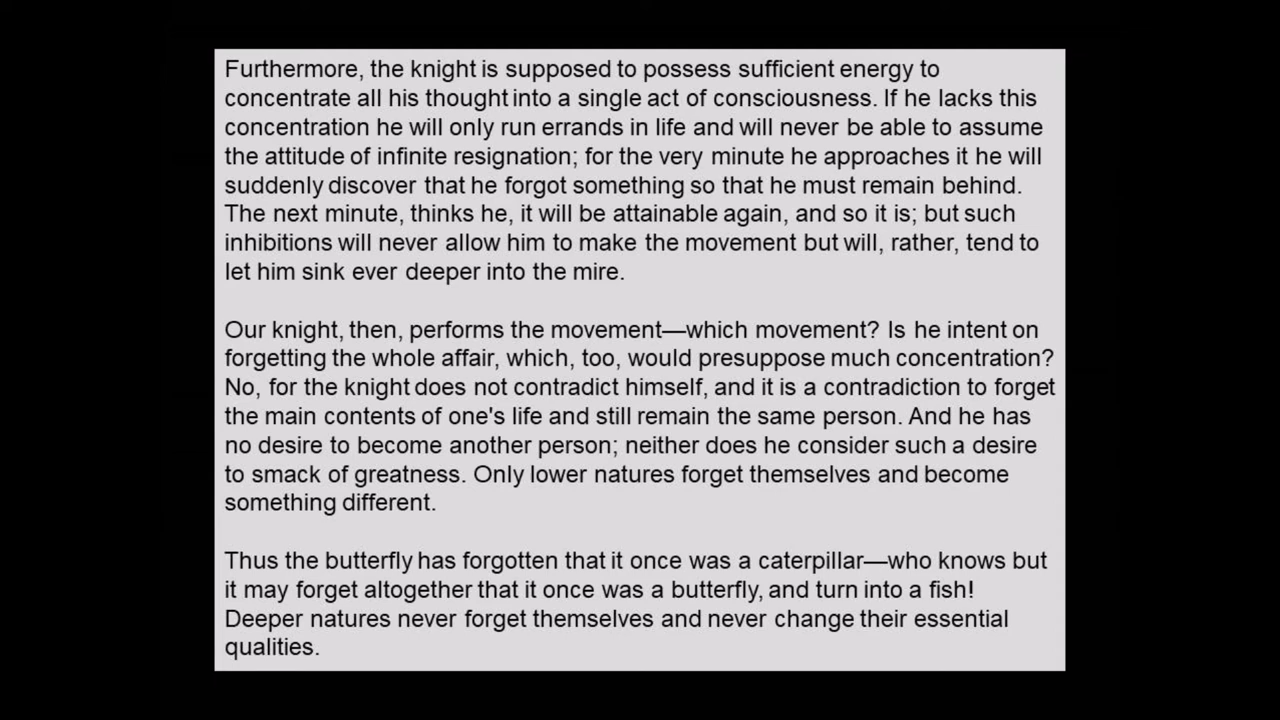 Furthermore, the knight is supposed to possess sufficient energy to
concentrate all his thought into a single act of consciousness. If he lacks this
concentration he will only run errands in life and will never be able to assume
the attitude of infinite resignation; for the very minute he approaches it he will
suddenly discover that he forgot something so that he must remain behind.
The next minute, thinks he, it will be attainable again, and so it is; but such
inhibitions will never allow him to make the movement but will, rather, tend to
let him sink ever deeper into the mire.
Our knight, then, performs the movement—which movement? Is he intent on
forgetting the whole affair, which, too, would presuppose much concentration?
No, for the knight does not contradict himself, and it is a contradiction to forget
the main contents of one's life and still remain the same person. And he has
no desire to become another person; neither does he consider such a desire
to smack of greatness. Only lower natures forget themselves and become
something different.
Thus the butterfly has forgotten that it once was a caterpillar—who knows but
it may forget altogether that it once was a butterfly, and turn into a fish!
Deeper natures never forget themselves and never change their essential
qualities.